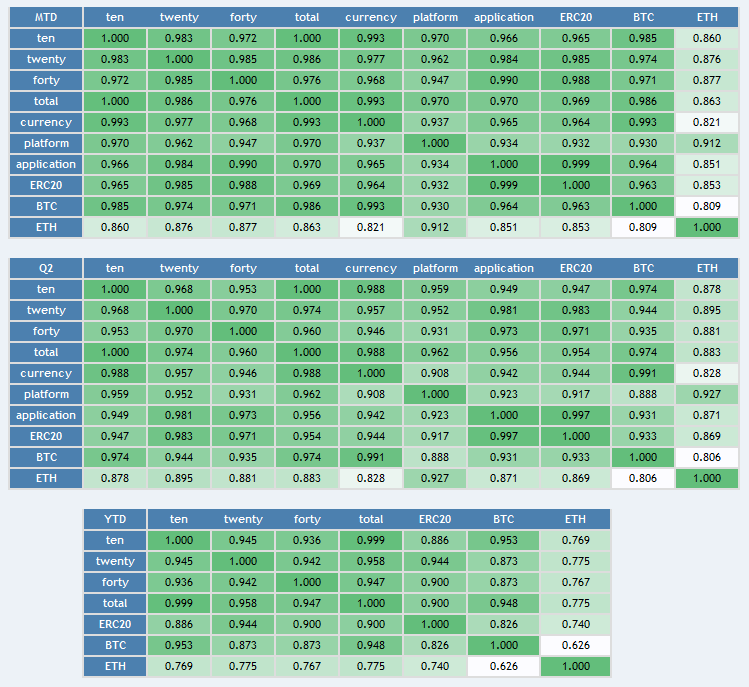 MTD ten twenty forty total currency platform application ERC20 BTC ETH
ten 1.000 0.983 0.972 1.000 0.993 0.970 0.966 0.965 0.985 0.860
twenty 0.983 1.000 0.985 0.986 0.977 0.962 0.984 0.985 0.974 0.876
forty 0.972 0.985 1.000 0.976 0.968 0.947 0.990 0.988 0.971 0.877
total 1.000 0.986 0.976 1.000 0.993 0.970 0.970 0.969 0.986 0.863
currency 0.993 0.977 0.968 0.993 1.000 0.937 0.965 0.964 0.993 0.821
platform 0.970 0.962 0.947 0.970 0.937 1.000 0.934 0.932 0.930 0.912
application 0.966 0.984 0.990 0.970 0.965 0.934 1.000 0.999 0.964 0.851
ERC20 0.965 0.985 0.988 0.969 0.964 0.932 0.999 1.000 0.963 0.853
BTC 0.985 0.974 0.971 0.986 0.993 0.930 0.964 0.963 1.000 0.809
ETH 0.860 0.876 0.877 0.863 0.821 0.912 0.851 0.853 0.809 1.000
Q2 ten twenty forty total currency platform application ERC20 BTC ETH
ten 1.000 0.968 0.953 1.000 0.988 0.959 0.949 0.947 0.974 0.878
twenty 0.968 1.000 0.970 0.974 0.957 0.952 0.981 0.983 0.944 0.895
forty 0.953 0.970 1.000 0.960 0.946 0.931 0.973 0.971 0.935 0.881
total 1.000 0.974 0.960 1.000 0.988 0.962 0.956 0.954 0.974 0.883
currency 0.988 0.957 0.946 0.988 1.000 0.908 0.942 0.944 0.991 0.828
platform 0.959 0.952 0.931 0.962 0.908 1.000 0.923 0.917 0.888 0.927
application 0.949 0.981 0.973 0.956 0.942 0.923 1.000 0.997 0.931 0.871
ERC20 0.947 0.983 0.971 0.954 0.944 0.917 0.997 1.000 0.933 0.869
BTC 0.974 0.944 0.935 0.974 0.991 0.888 0.931 0.933 1.000 0.806
ETH 0.878 0.895 0.881 0.883 0.828 0.927 0.871 0.869 0.806 1.000
YTD ten twenty forty total ERC20 BTC ETH
ten 1.000 0.945 0.936 0.999 0.886 0.953 0.769
twenty 0.945 1.000 0.942 0.958 0.944 0.873 0.775
forty 0.936 0.942 1.000 0.947 0.900 0.873 0.767
total 0.999 0.958 0.947 1.000 0.900 0.948 0.775
ERC20 0.886 0.944 0.900 0.900 1.000 0.826 0.740
BTC 0.953 0.873 0.873 0.948 0.826 1.000 0.626
ETH 0.769 0.775 0.767 0.775 0.740 0.626 1.000